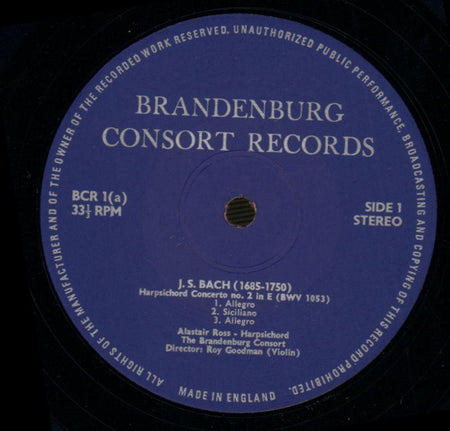 ALL RIGHTS OF THE MANUFACTURER AND OF THE OWNER OF THE RECORDED WORK RESERVED. UNAUTHORIZED PUBLIC PERFORMANCE, BROADCASTING AND COPYING OF THIS RECORD PROHIBITED.
BRANDENBURG
CONSORT RECORDS
BCR 1(a)
33⅓ RPM
SIDE 1
STEREO
J. S. BACH (1685-1750)
Harpsichord Concerto no. 2 in E (BWV 1053)
1. Allegro
2. Siciliano
3. Allegro
Alastair Ross - Harpsichord
The Brandenburg Consort
Director: Roy Goodman (Violin)
MADE IN ENGLAND